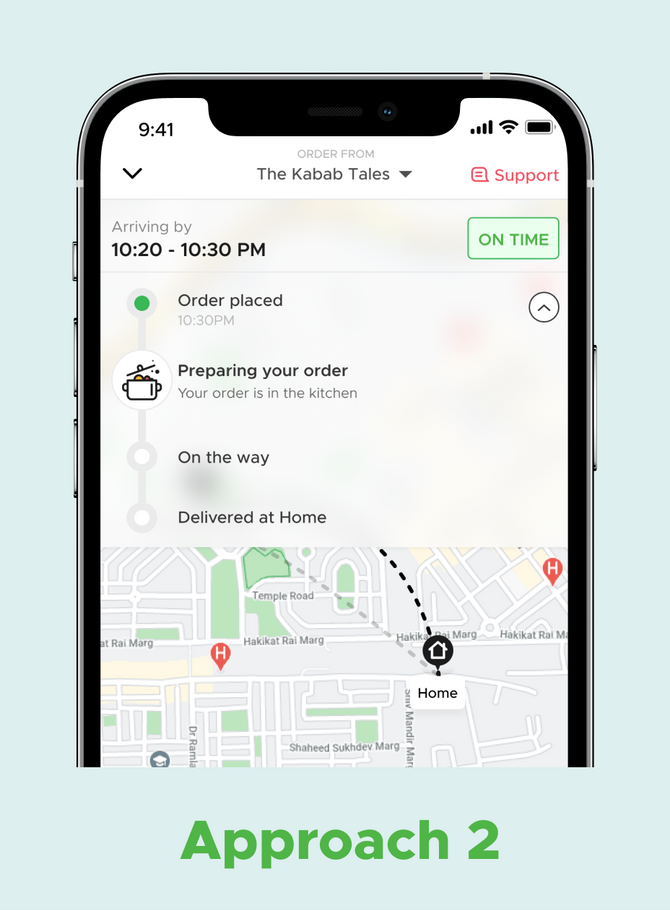 9:41
ORDER FROM
The Kabab Tales
Support
Arriving by
10:20 - 10:30 PM
ON TIME
Order placed
10:30PM
Preparing your order
Your order is in the kitchen
On the way
Delivered at Home
H
Temple Road
at Rai Marg
Hakikat Rai Marg
Hakikat Rai Marg
Hakikat Rai M
H
Home
Mandir Marg
Dr Ramla
Shaheed Sukhdev Marg
Approach 2